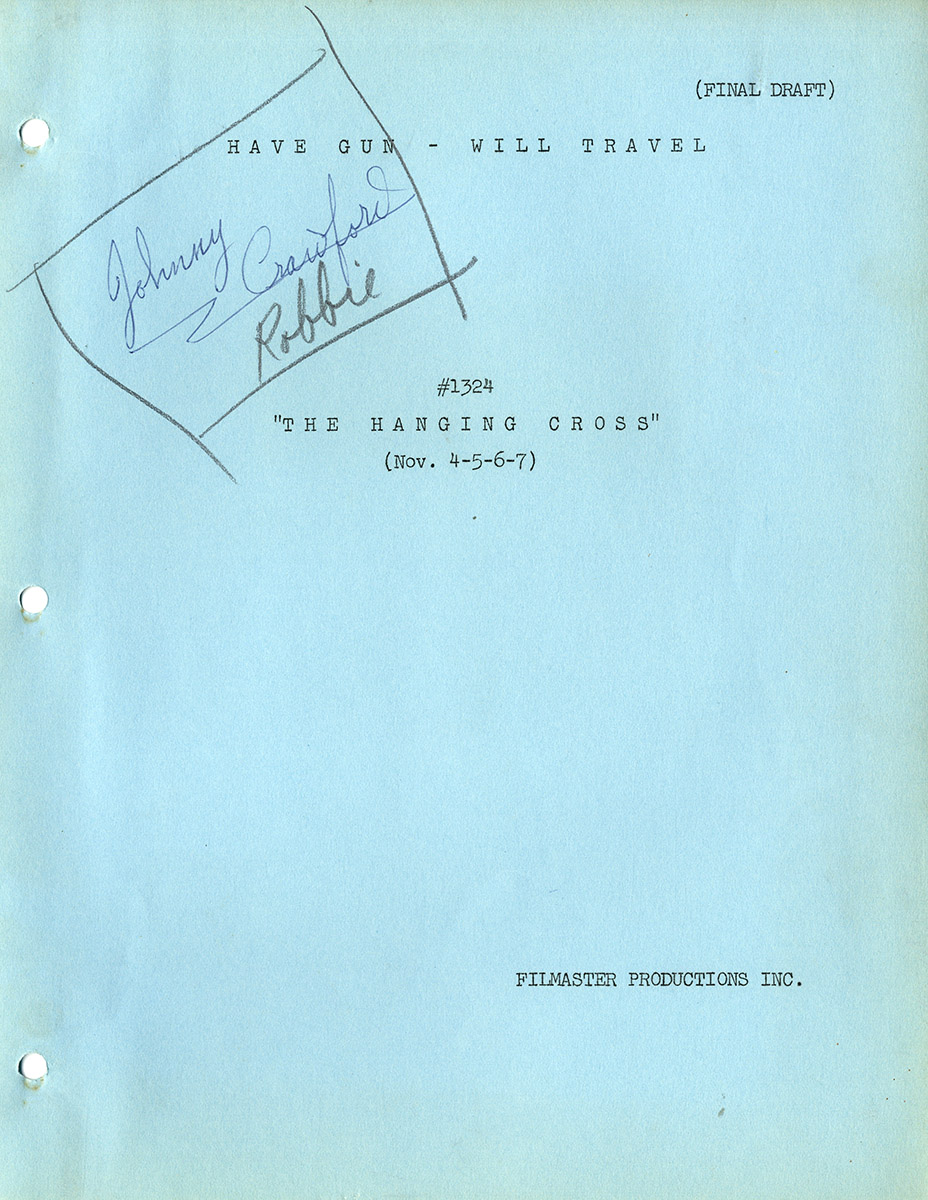 (FINAL DRAFT)
HAVE GUN - WILL TRAVEL
Johnny Crawford
Robbie
#1324
"THE HANGING CROSS"
(Nov. 4-5-6-7)
FILMASTER PRODUCTIONS INC.